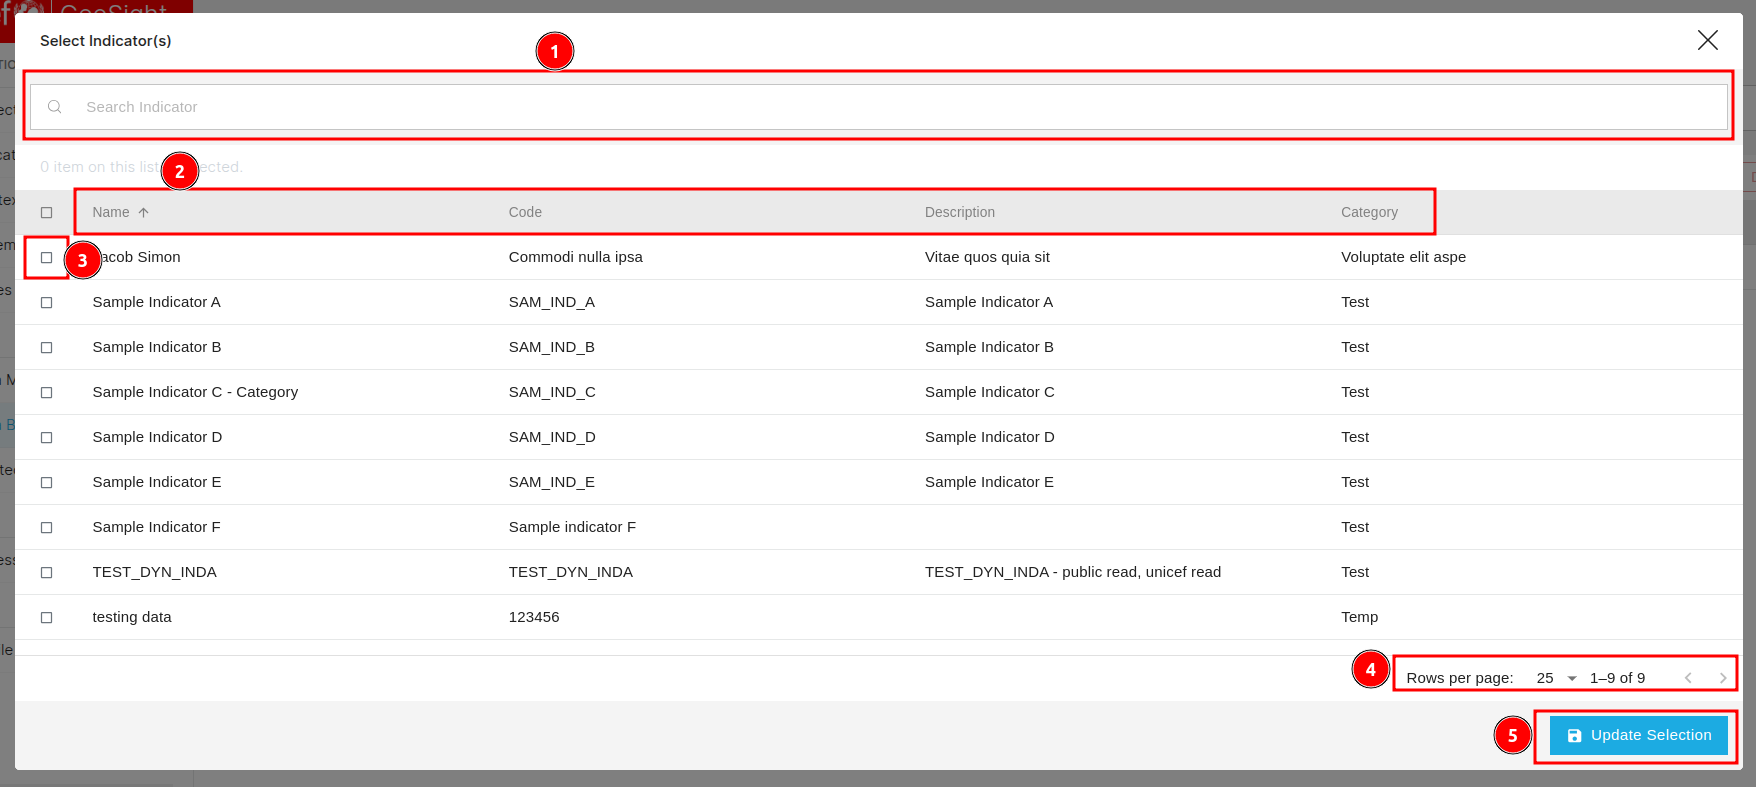 GeoSight
Select Indicator(s)
1
Search Indicator
0 item on this list
2
Name Code Description Category
3
acob Simon Commodi nulla ipsa Vitae quos quia sit Voluptate elit aspe
Sample Indicator A SAM_IND_A Sample Indicator A Test
Sample Indicator B SAM_IND_B Sample Indicator B Test
Sample Indicator C - Category SAM_IND_C Sample Indicator C Test
Sample Indicator D SAM_IND_D Sample Indicator D Test
Sample Indicator E SAM_IND_E Sample Indicator E Test
Sample Indicator F Sample indicator F Test
TEST_DYN_INDA TEST_DYN_INDA TEST_DYN_INDA - public read, unicef read Test
testing data 123456 Temp
4
Rows per page: 25 1–9 of 9
5
Update Selection